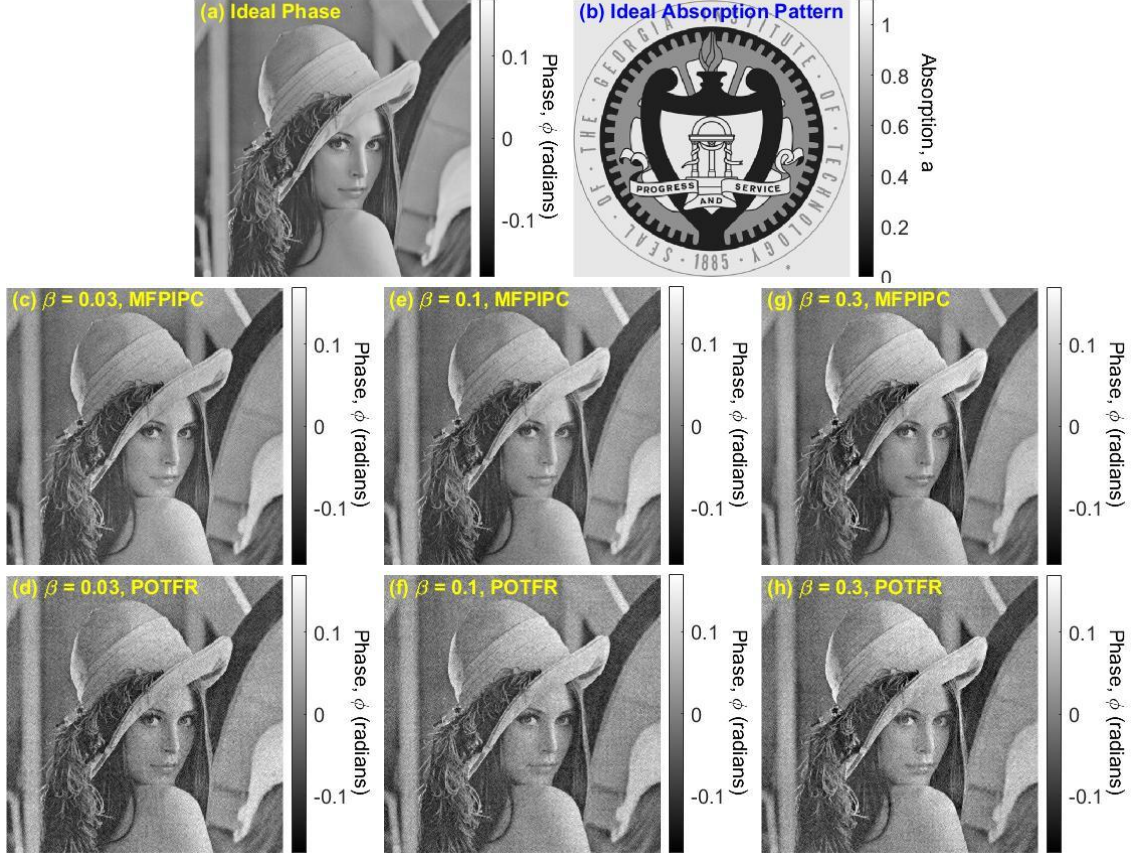 (a) Ideal Phase
0.1
0
-0.1
Phase, ϕ (radians)
(b) Ideal Absorption Pattern
SEAL · OF · THE · GEORGIA · INSTITUTE · OF · TECHNOLOGY · 1885 ·
PROGRESS
AND
SERVICE
1
0.8
0.6
0.4
0.2
0
Absorption, a
(c) β = 0.03, MFPIPC
0.1
0
-0.1
Phase, ϕ (radians)
(e) β = 0.1, MFPIPC
0.1
0
-0.1
Phase, ϕ (radians)
(g) β = 0.3, MFPIPC
0.1
0
-0.1
Phase, ϕ (radians)
(d) β = 0.03, POTFR
0.1
0
-0.1
Phase, ϕ (radians)
(f) β = 0.1, POTFR
0.1
0
-0.1
Phase, ϕ (radians)
(h) β = 0.3, POTFR
0.1
0
-0.1
Phase, ϕ (radians)